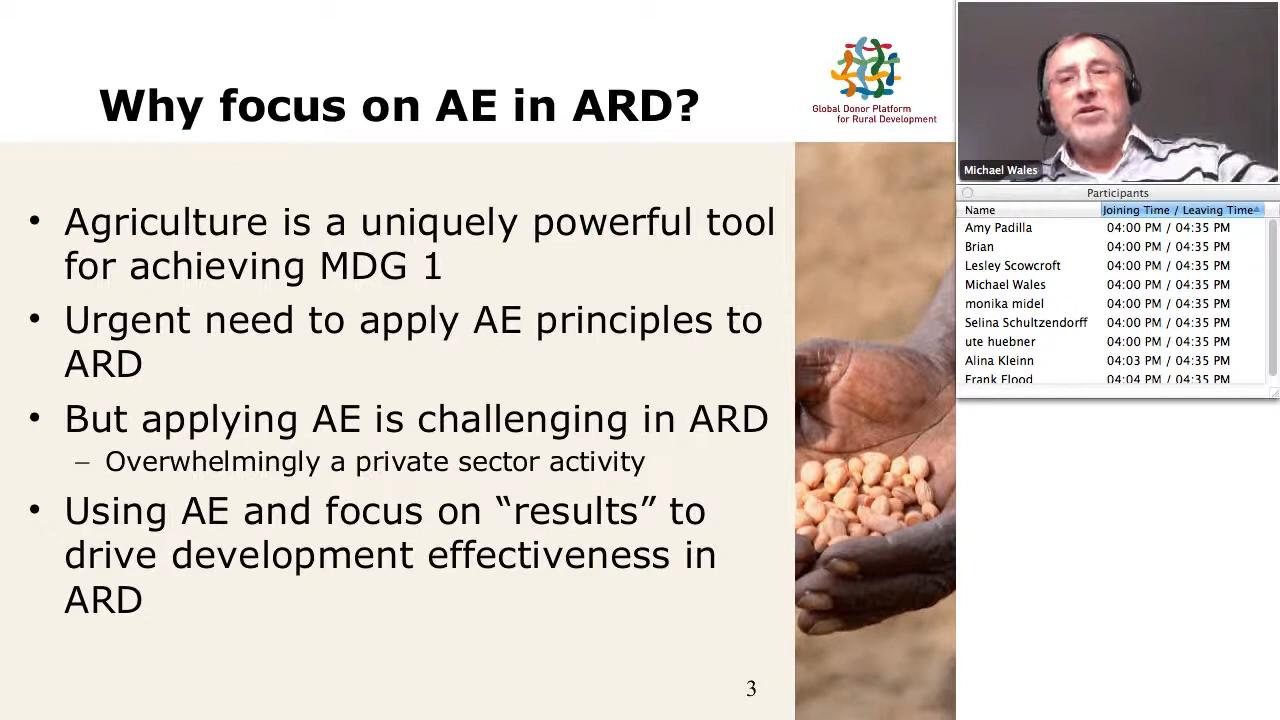 Why focus on AE in ARD?
Global Donor Platform
for Rural Development
• Agriculture is a uniquely powerful tool
for achieving MDG 1
• Urgent need to apply AE principles to
ARD
• But applying AE is challenging in ARD
– Overwhelmingly a private sector activity
• Using AE and focus on “results” to
drive development effectiveness in
ARD
3
Michael Wales
Participants
Name Joining Time / Leaving Time
Amy Padilla 04:00 PM / 04:35 PM
Brian 04:00 PM / 04:35 PM
Lesley Scowcroft 04:00 PM / 04:35 PM
Michael Wales 04:00 PM / 04:35 PM
monika midel 04:00 PM / 04:35 PM
Selina Schultzendorff 04:00 PM / 04:35 PM
ute huebner 04:00 PM / 04:35 PM
Alina Kleinn 04:03 PM / 04:35 PM
Frank Flood 04:04 PM / 04:35 PM